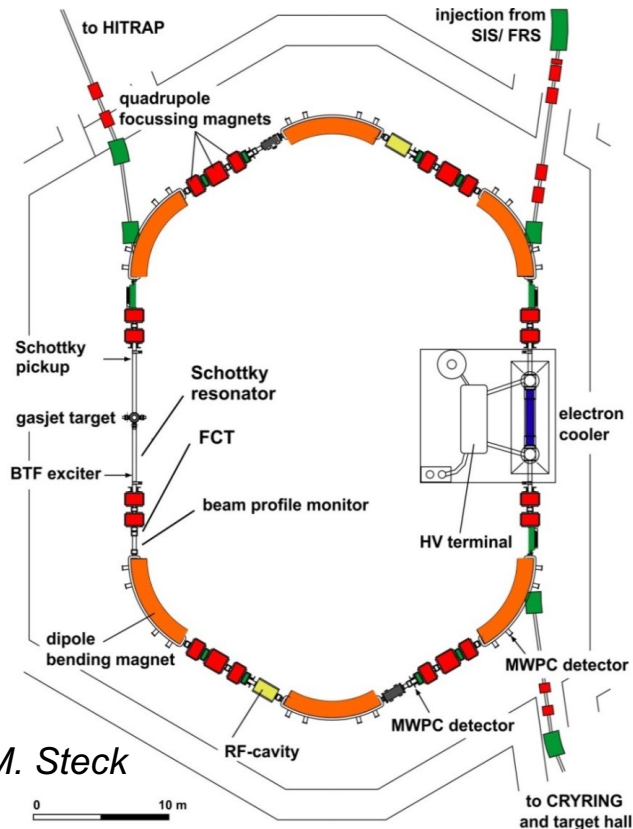 to HITRAP
injection from
SIS/ FRS
quadrupole
focussing magnets
Schottky
pickup
Schottky
resonator
gasjet target
electron
cooler
FCT
BTF exciter
beam profile monitor
HV terminal
dipole
bending magnet
MWPC detector
MWPC detector
RF-cavity
M. Steck
0 10 m
to CRYRING
and target hall